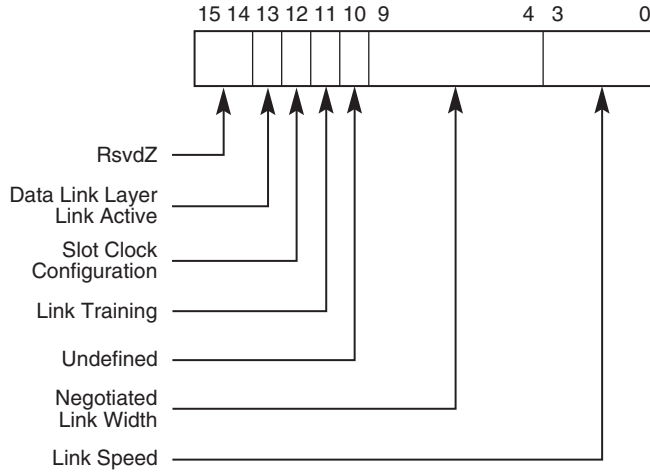 15 14 13 12 11 10 9 4 3 0
RsvdZ
Data Link Layer
Link Active
Slot Clock
Configuration
Link Training
Undefined
Negotiated
Link Width
Link Speed